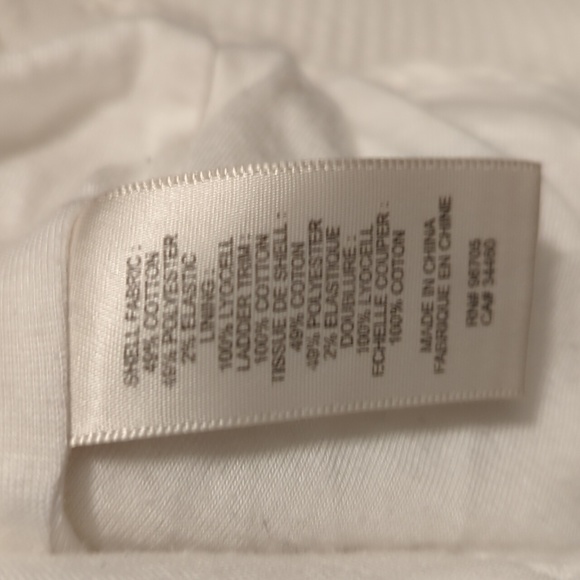 SHELL FABRIC :
49% COTTON
49% POLYESTER
2% ELASTIC
LINING :
100% LYOCELL
LADDER TRIM :
100% COTTON
TISSUE DE SHELL :
49% COTON
49% POLYESTER
2% ELASTIQUE
DOUBLURE :
100% LYOCELL
ECHELLE COUPER :
100% COTON
MADE IN CHINA
FABRIQUE EN CHINE
RN# 96705
CA# 34460